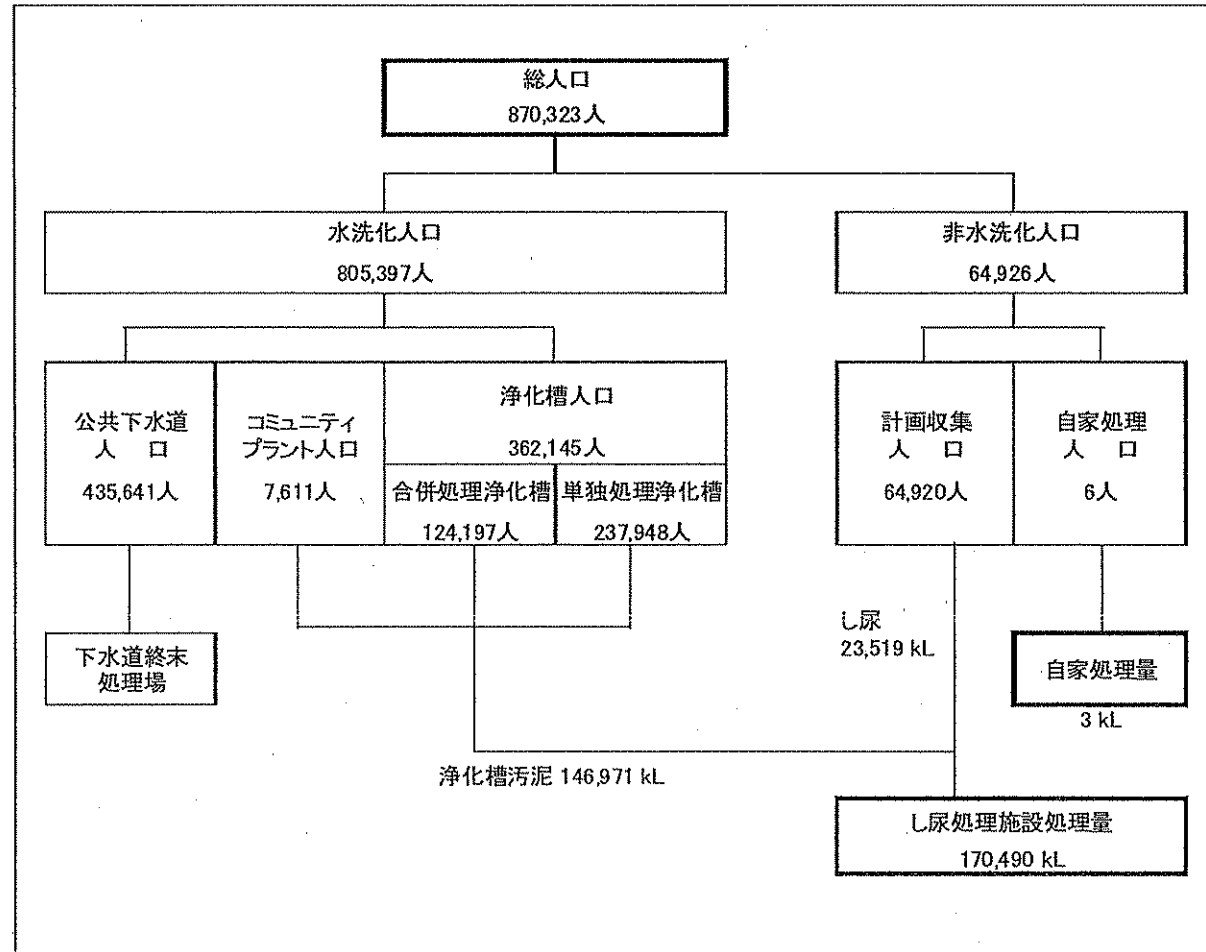 総人口
870,323人
水洗化人口
805,397人
非水洗化人口
64,926人
公共下水道
人　口
435,641人
コミュニティ
プラント人口
7,611人
浄化槽人口
362,145人
合併処理浄化槽
124,197人
単独処理浄化槽
237,948人
計画収集
人　口
64,920人
自家処理
人　口
6人
下水道終末
処理場
し尿
23,519 kL
自家処理量
3 kL
浄化槽汚泥 146,971 kL
し尿処理施設処理量
170,490 kL